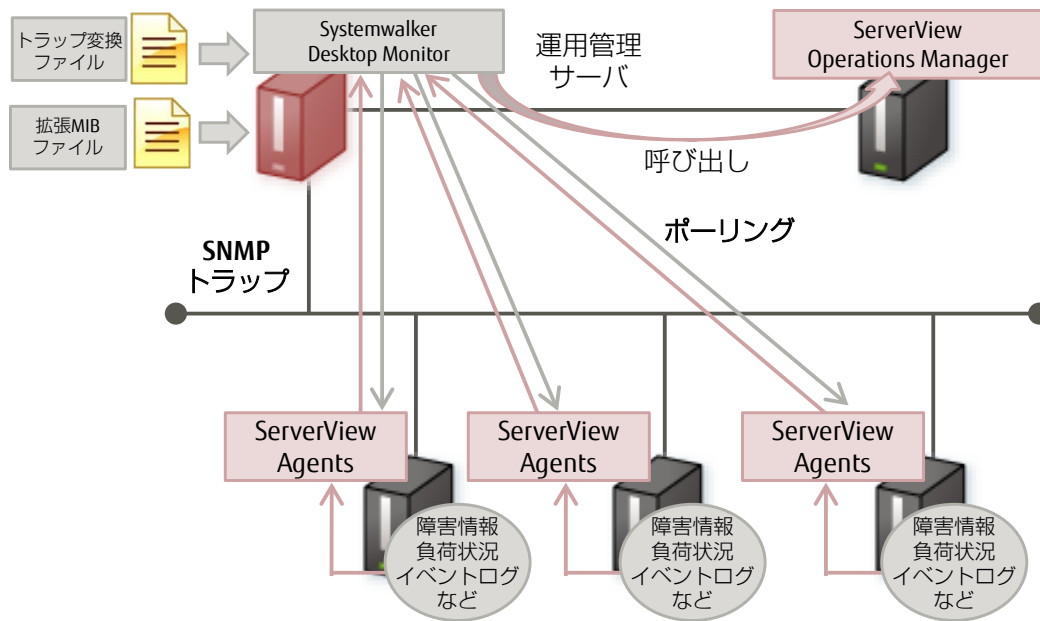 トラップ変換
ファイル
拡張MIB
ファイル
Systemwalker
Desktop Monitor
運用管理
サーバ
ServerView
Operations Manager
呼び出し
ポーリング
SNMP
トラップ
ServerView
Agents
ServerView
Agents
ServerView
Agents
障害情報
負荷状況
イベントログ
など
障害情報
負荷状況
イベントログ
など
障害情報
負荷状況
イベントログ
など